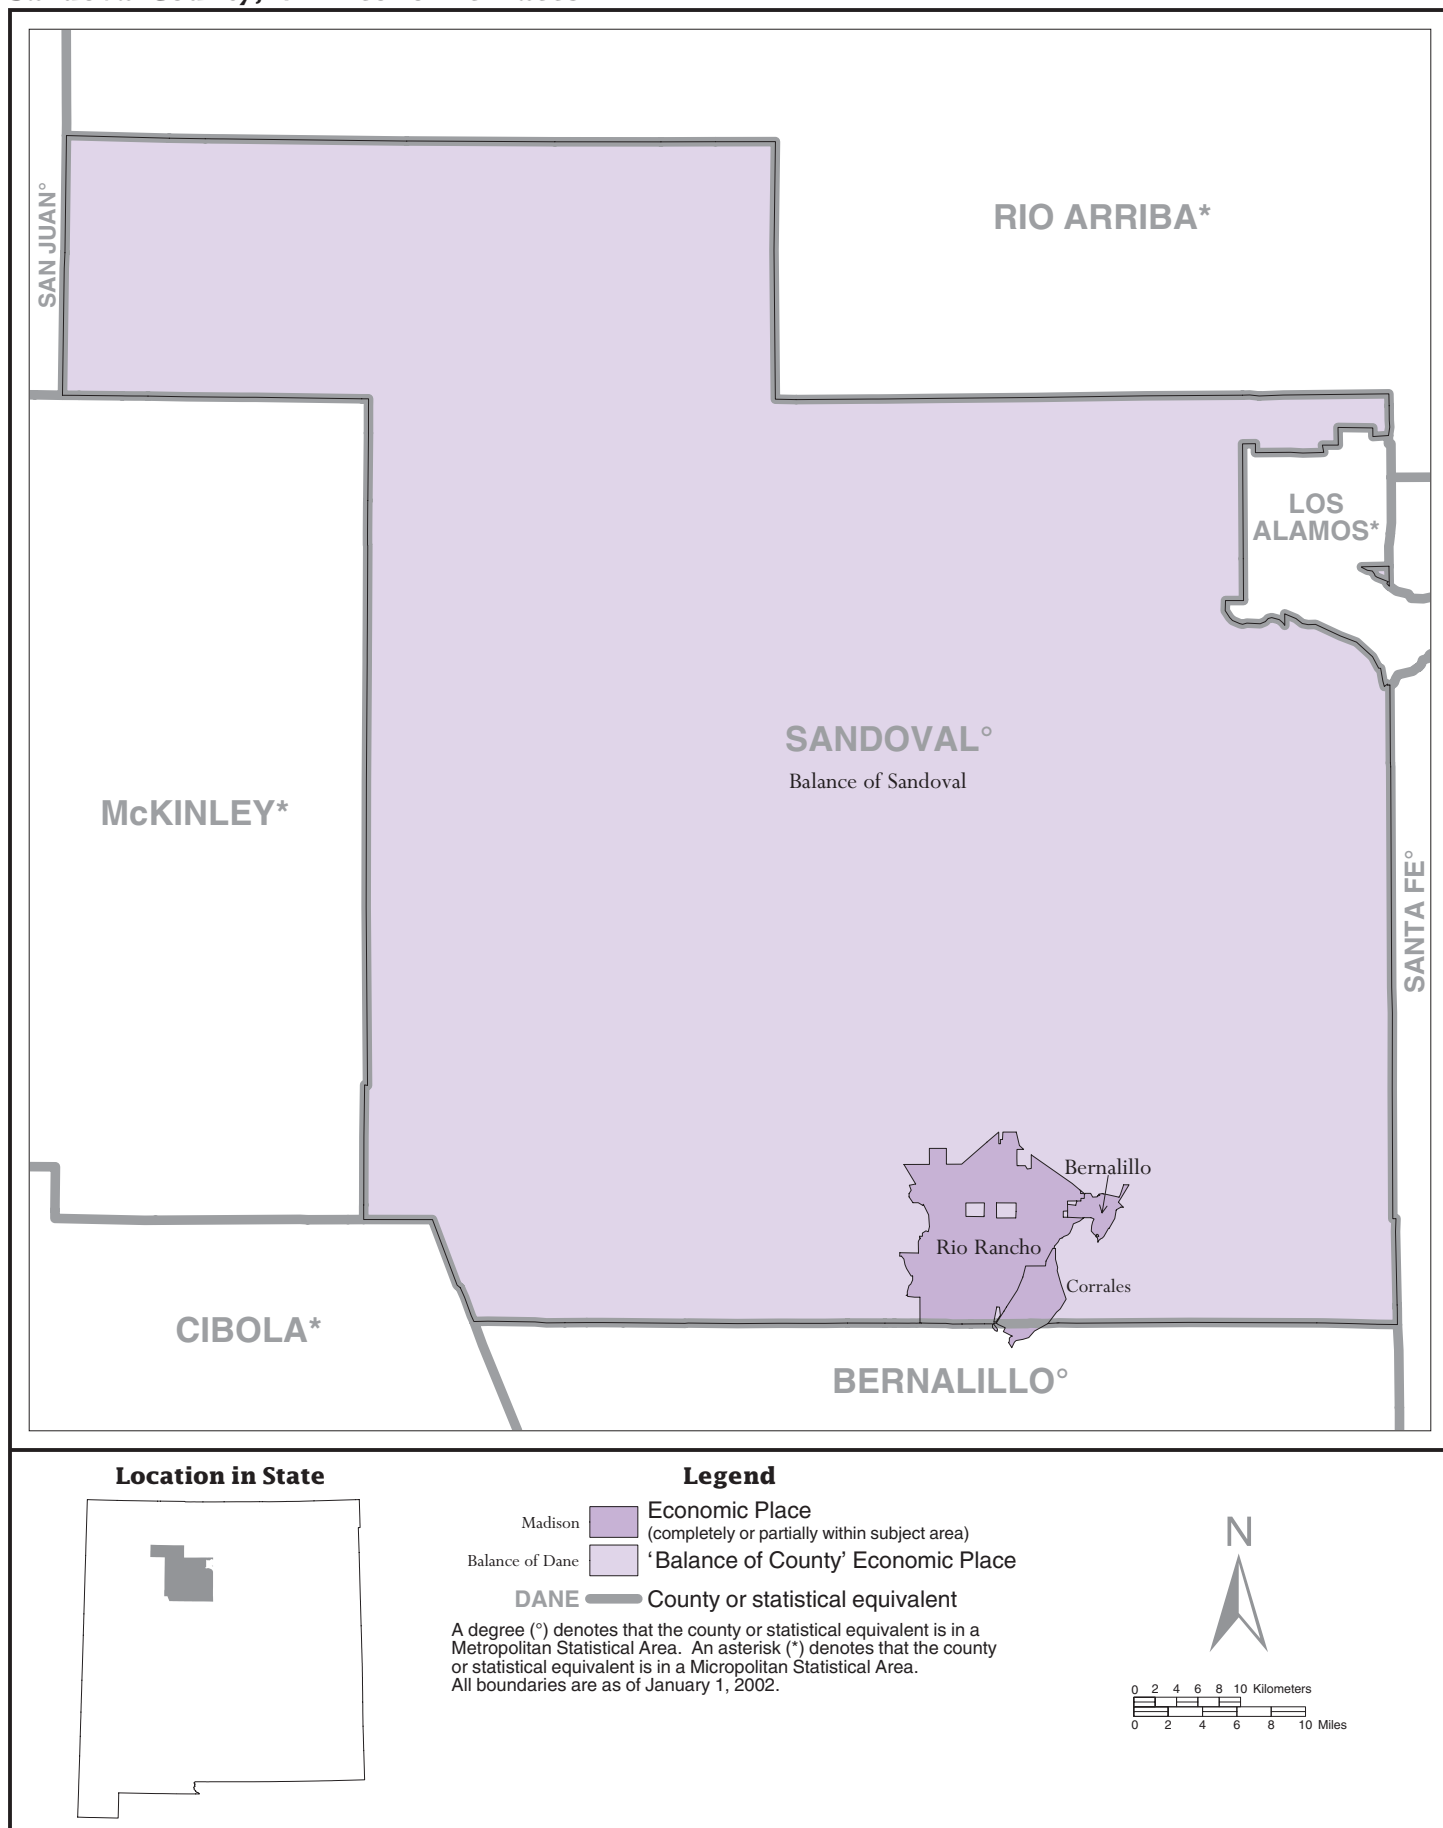 RIO ARRIBA*
SAN JUAN°
LOS
ALAMOS*
SANDOVAL°
Balance of Sandoval
McKINLEY*
SANTA FE°
Bernalillo
Rio Rancho
Corrales
CIBOLA*
BERNALILLO°
Location in State
Legend
Madison
Economic Place
(completely or partially within subject area)
Balance of Dane
‘Balance of County’ Economic Place
DANE
County or statistical equivalent
A degree (°) denotes that the county or statistical equivalent is in a
Metropolitan Statistical Area. An asterisk (*) denotes that the county
or statistical equivalent is in a Micropolitan Statistical Area.
All boundaries are as of January 1, 2002.
N
0 2 4 6 8 10 Kilometers
0 2 4 6 8 10 Miles